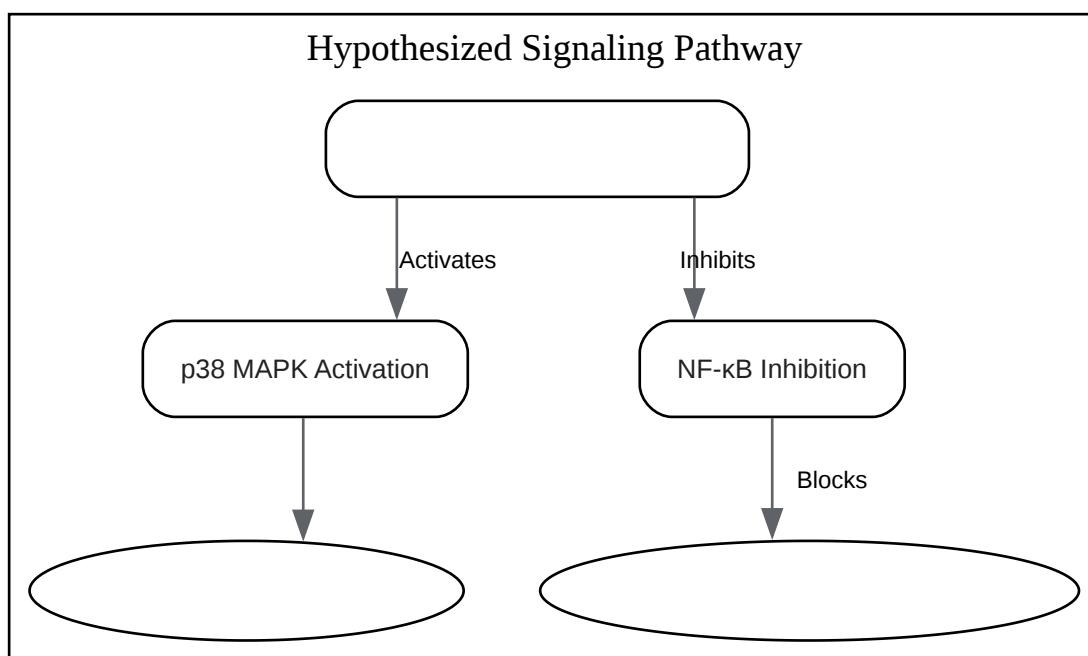 Hypothesized Signaling Pathway
Activates
Inhibits
p38 MAPK Activation
NF-κB Inhibition
Blocks